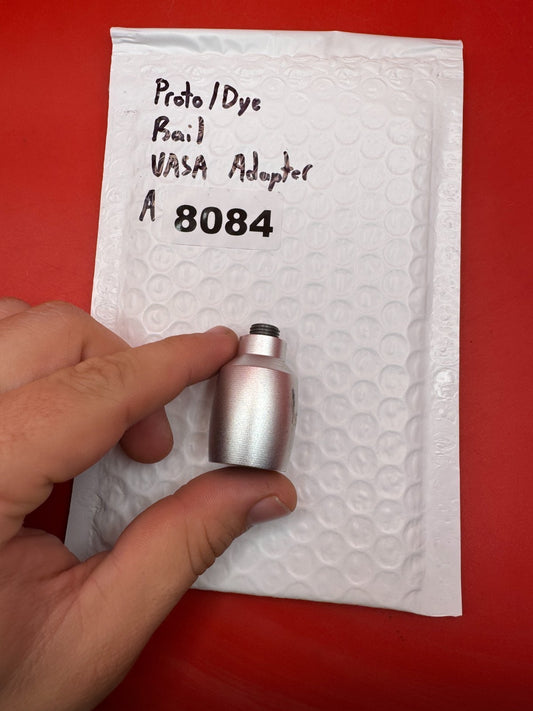 Proto/Dye
Rail
VASA Adapter
A 8084